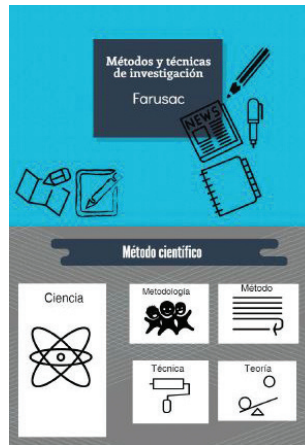 Métodos y técnicas
de investigación
Farusac
NEWS
Método científico
Ciencia
Metodología
Método
Técnica
Teoría